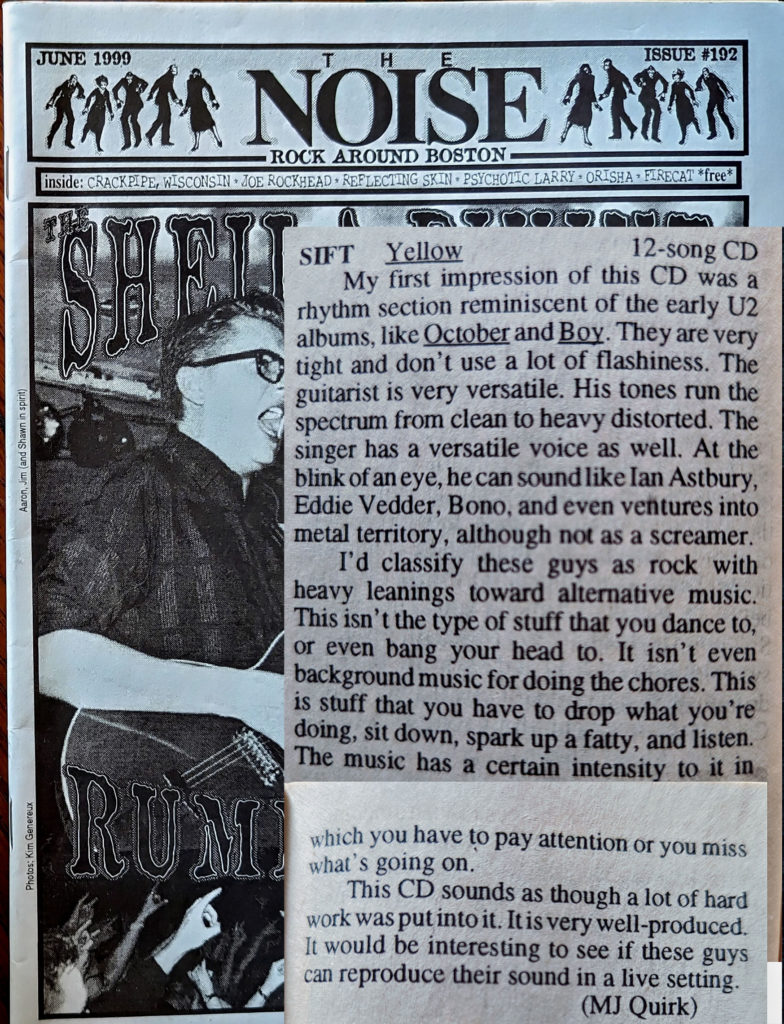 JUNE 1999
THE
ISSUE #192
NOISE
ROCK AROUND BOSTON
inside: CRACKPIPE, WISCONSIN • JOE ROCKHEAD • REFLECTING SKIN • PSYCHOTIC LARRY • ORISHA • FIRECAT *free*
THE
SHEIL
RUM
Aaron, Jim (and Shawn in spirit)
Photos: Kim Genereux
SIFT Yellow 12-song CD
My first impression of this CD was a
rhythm section reminiscent of the early U2
albums, like October and Boy. They are very
tight and don't use a lot of flashiness. The
guitarist is very versatile. His tones run the
spectrum from clean to heavy distorted. The
singer has a versatile voice as well. At the
blink of an eye, he can sound like Ian Astbury,
Eddie Vedder, Bono, and even ventures into
metal territory, although not as a screamer.
I'd classify these guys as rock with
heavy leanings toward alternative music.
This isn't the type of stuff that you dance to,
or even bang your head to. It isn't even
background music for doing the chores. This
is stuff that you have to drop what you're
doing, sit down, spark up a fatty, and listen.
The music has a certain intensity to it in
which you have to pay attention or you miss
what's going on.
This CD sounds as though a lot of hard
work was put into it. It is very well-produced.
It would be interesting to see if these guys
can reproduce their sound in a live setting.
(MJ Quirk)